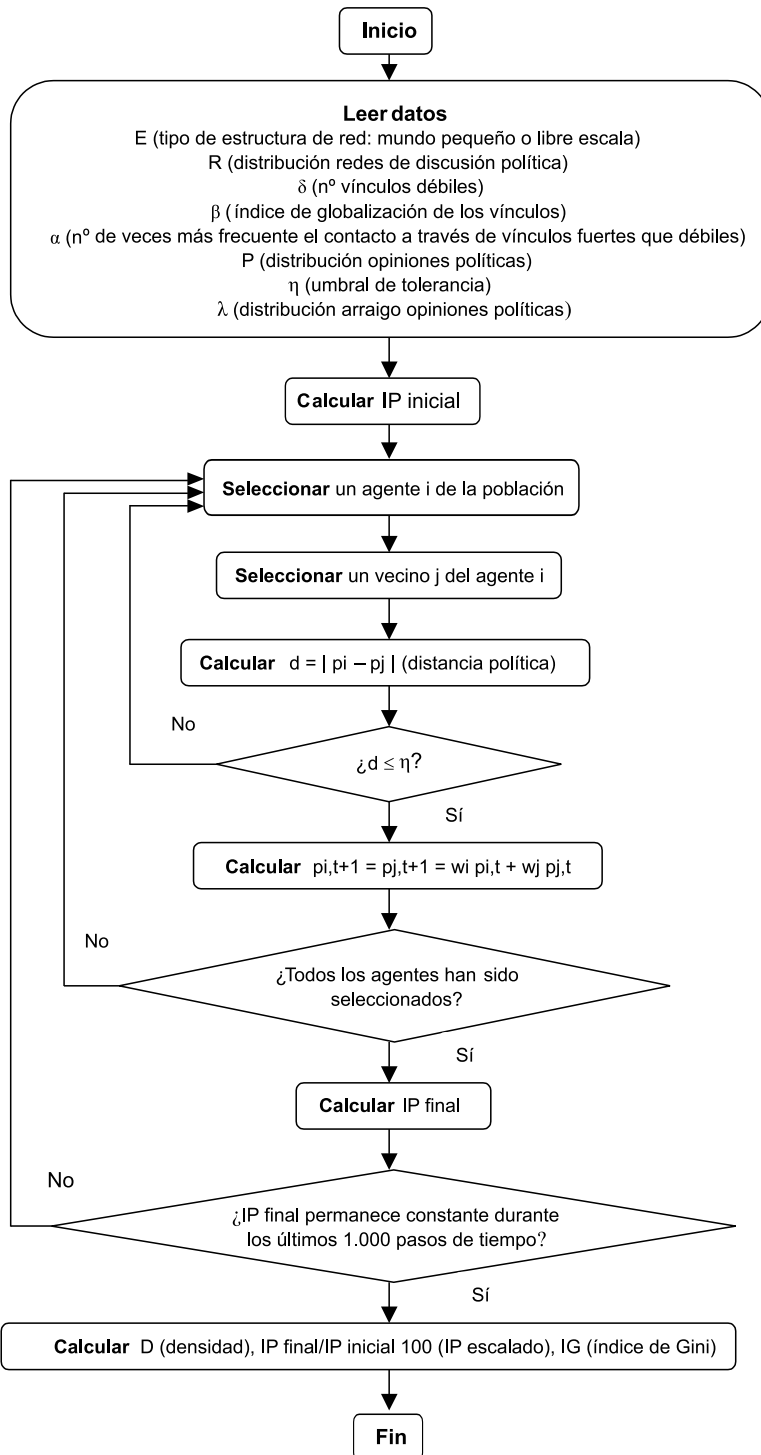 Inicio
Leer datos
E (tipo de estructura de red: mundo pequeño o libre escala)
R (distribución redes de discusión política)
δ (nº vínculos débiles)
β (índice de globalización de los vínculos)
α (nº de veces más frecuente el contacto a través de vínculos fuertes que débiles)
P (distribución opiniones políticas)
η (umbral de tolerancia)
λ (distribución arraigo opiniones políticas)
Calcular IP inicial
Seleccionar un agente i de la población
Seleccionar un vecino j del agente i
Calcular d = | pi – pj | (distancia política)
No
¿d ≤ η?
Sí
Calcular pi,t+1 = pj,t+1 = wi pi,t + wj pj,t
No
¿Todos los agentes han sido
seleccionados?
Sí
Calcular IP final
No
¿IP final permanece constante durante
los últimos 1.000 pasos de tiempo?
Sí
Calcular D (densidad), IP final/IP inicial 100 (IP escalado), IG (índice de Gini)
Fin